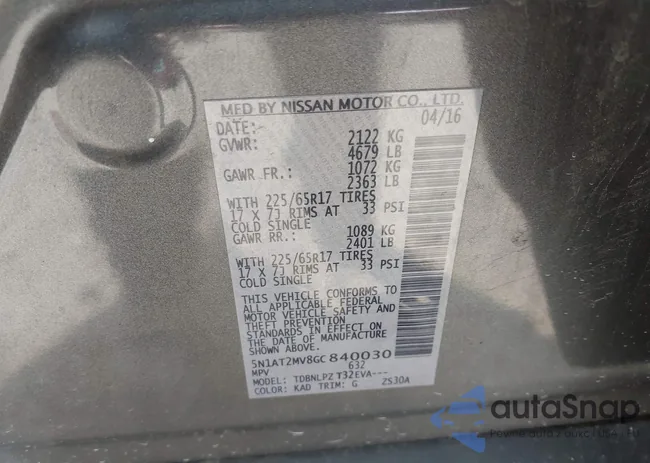 MFD BY NISSAN MOTOR CO., LTD.
DATE: 04/16
GVWR: 2122 KG
4679 LB
GAWR FR.: 1072 KG
2363 LB
WITH 225/65R17 TIRES
17 X 7J RIMS AT 33 PSI
COLD SINGLE
GAWR RR.: 1089 KG
2401 LB
WITH 225/65R17 TIRES
17 X 7J RIMS AT 33 PSI
COLD SINGLE
THIS VEHICLE CONFORMS TO
ALL APPLICABLE FEDERAL
MOTOR VEHICLE SAFETY AND
THEFT PREVENTION
STANDARDS IN EFFECT ON
THE DATE OF MANUFACTURE
SHOWN ABOVE.
5N1AT2MV8GC840030
MPV 632
MODEL: TDBNLPZ T32EVA---
COLOR: KAD TRIM: G 2S30A
autoSnap